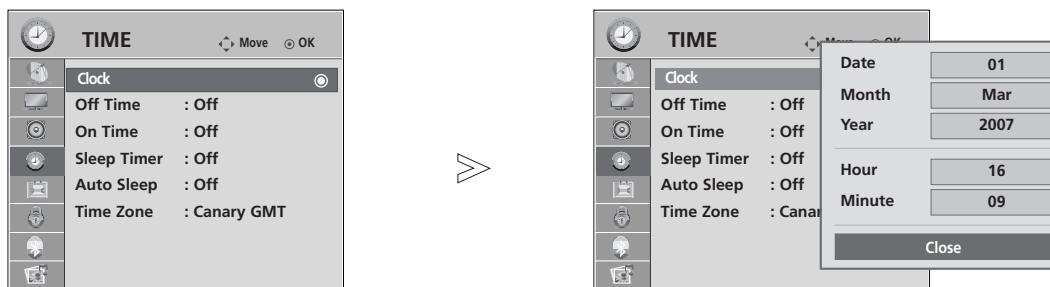 TIME Move OK
Clock
Off Time : Off
On Time : Off
Sleep Timer : Off
Auto Sleep : Off
Time Zone : Canary GMT
>
TIME
Clock
Off Time : Off
On Time : Off
Sleep Timer : Off
Auto Sleep : Off
Time Zone : Canar
Date 01
Month Mar
Year 2007
Hour 16
Minute 09
Close